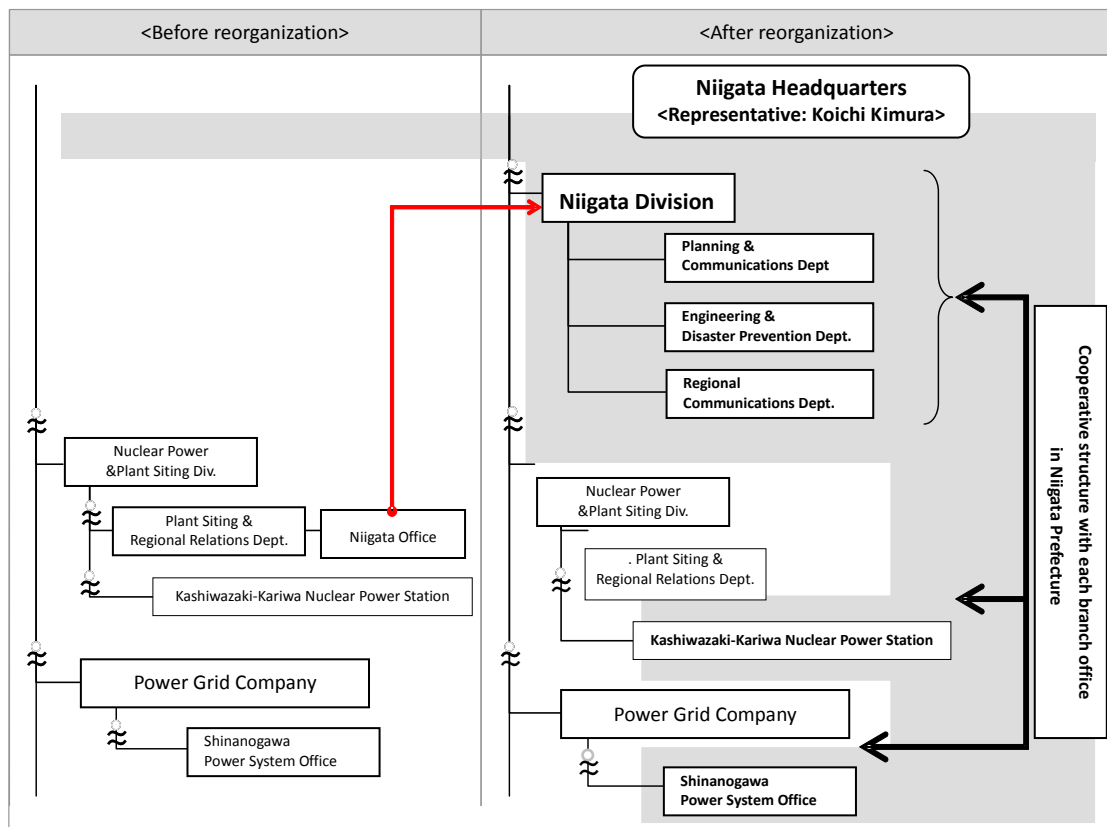 <Before reorganization>
<After reorganization>
Niigata Headquarters
<Representative: Koichi Kimura>
Niigata Division
Planning &
Communications Dept
Engineering &
Disaster Prevention Dept.
Regional
Communications Dept.
Cooperative structure with each branch office
in Niigata Prefecture
Nuclear Power
&Plant Siting Div.
Plant Siting &
Regional Relations Dept.
Niigata Office
Kashiwazaki-Kariwa Nuclear Power Station
Power Grid Company
Shinanogawa
Power System Office
Nuclear Power
&Plant Siting Div.
. Plant Siting &
Regional Relations Dept.
Kashiwazaki-Kariwa Nuclear Power Station
Power Grid Company
Shinanogawa
Power System Office